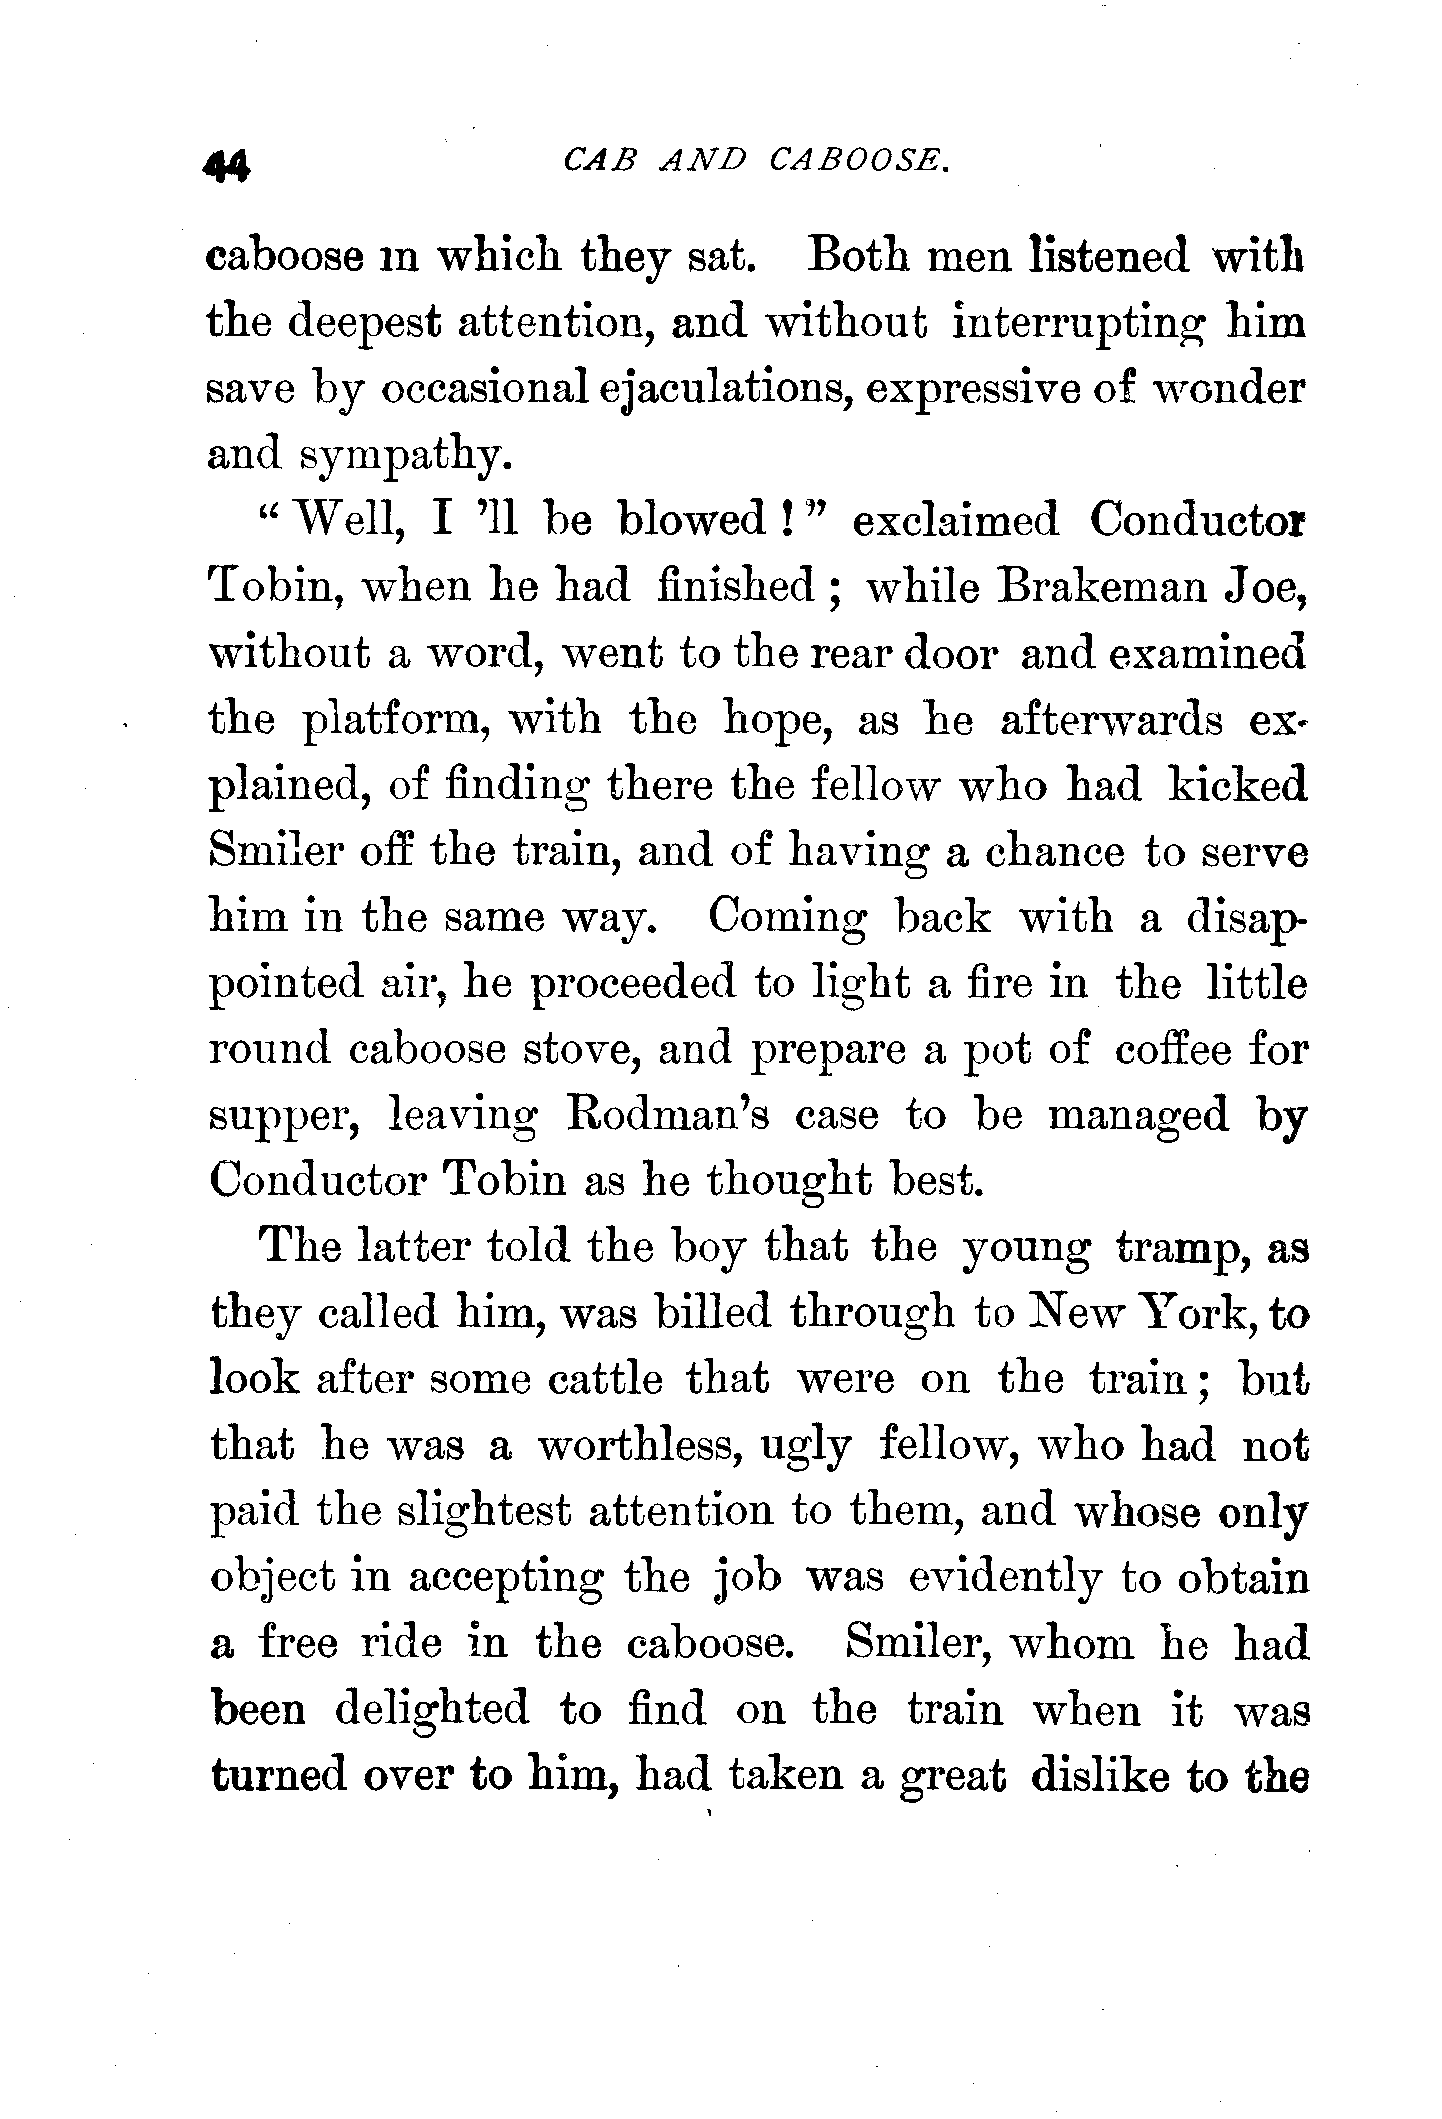 44 CAB AND CABOOSE.
caboose in which they sat. Both men listened with
the deepest attention, and without interrupting him
save by occasional ejaculations, expressive of wonder
and sympathy.
“ Well, I ’ll be blowed ! ” exclaimed Conductor
Tobin, when he had finished ; while Brakeman Joe,
without a word, went to the rear door and examined
the platform, with the hope, as he afterwards ex-
plained, of finding there the fellow who had kicked
Smiler off the train, and of having a chance to serve
him in the same way. Coming back with a disap-
pointed air, he proceeded to light a fire in the little
round caboose stove, and prepare a pot of coffee for
supper, leaving Rodman’s case to be managed by
Conductor Tobin as he thought best.
The latter told the boy that the young tramp, as
they called him, was billed through to New York, to
look after some cattle that were on the train ; but
that he was a worthless, ugly fellow, who had not
paid the slightest attention to them, and whose only
object in accepting the job was evidently to obtain
a free ride in the caboose. Smiler, whom he had
been delighted to find on the train when it was
turned over to him, had taken a great dislike to the